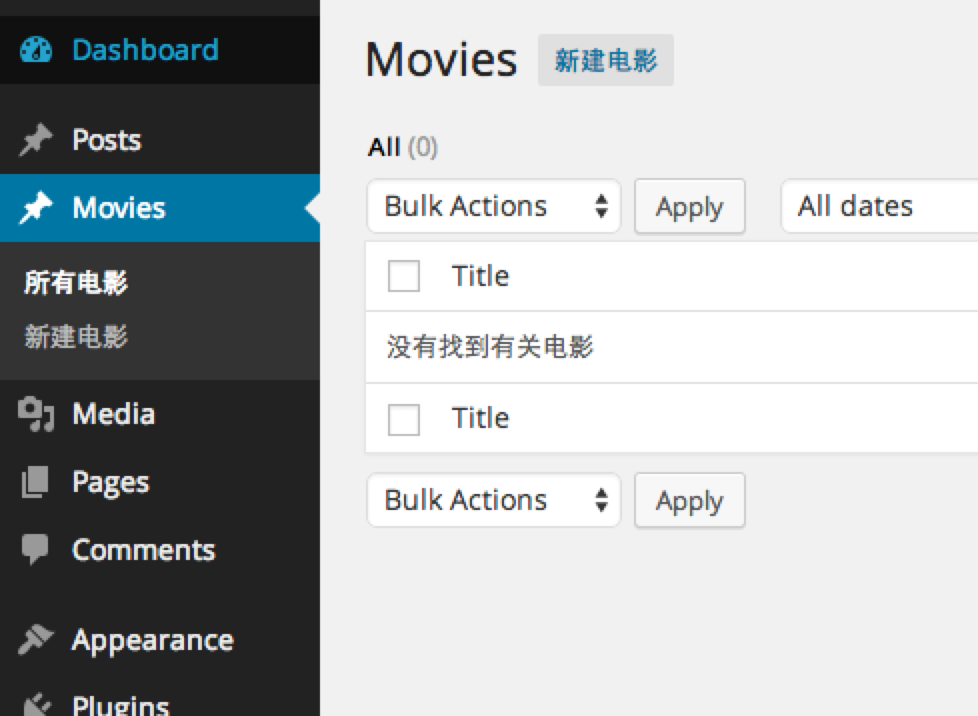 Dashboard
Posts
Movies
所有电影
新建电影
Media
Pages
Comments
Appearance
Plugins
Movies 新建电影
All (0)
Bulk Actions Apply All dates
Title
没有找到有关电影
Title
Bulk Actions Apply